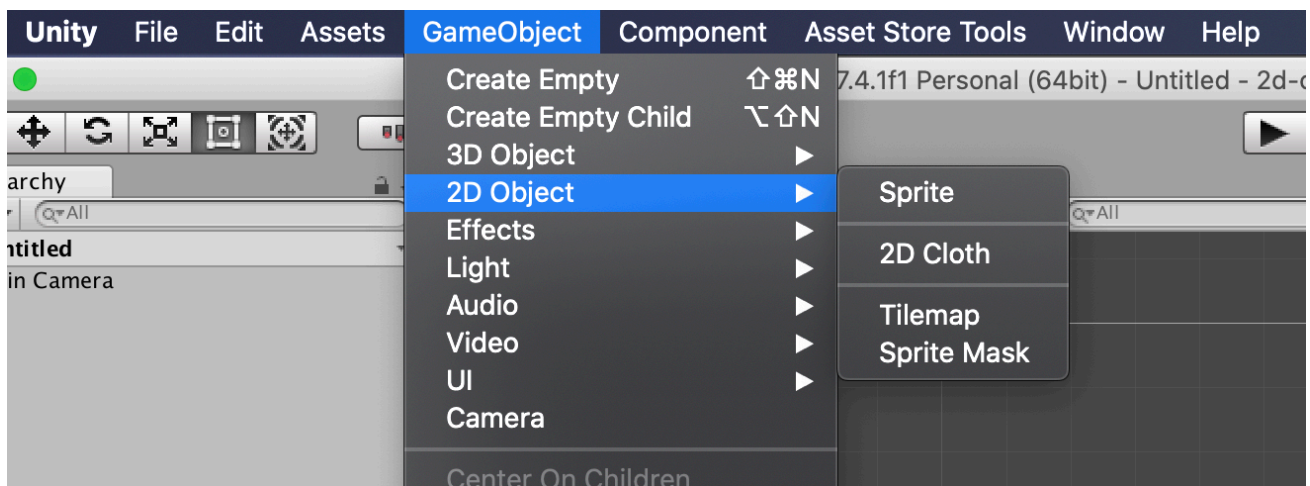 Unity File Edit Assets GameObject Component Asset Store Tools Window Help
Create Empty ⇧⌘N
7.4.1f1 Personal (64bit) - Untitled - 2d-c
Create Empty Child ⌥⇧N
3D Object
2D Object
Effects
Light
Audio
Video
UI
Camera
Center On Children
Sprite
2D Cloth
Tilemap
Sprite Mask
archy
All
ntitled
in Camera
All